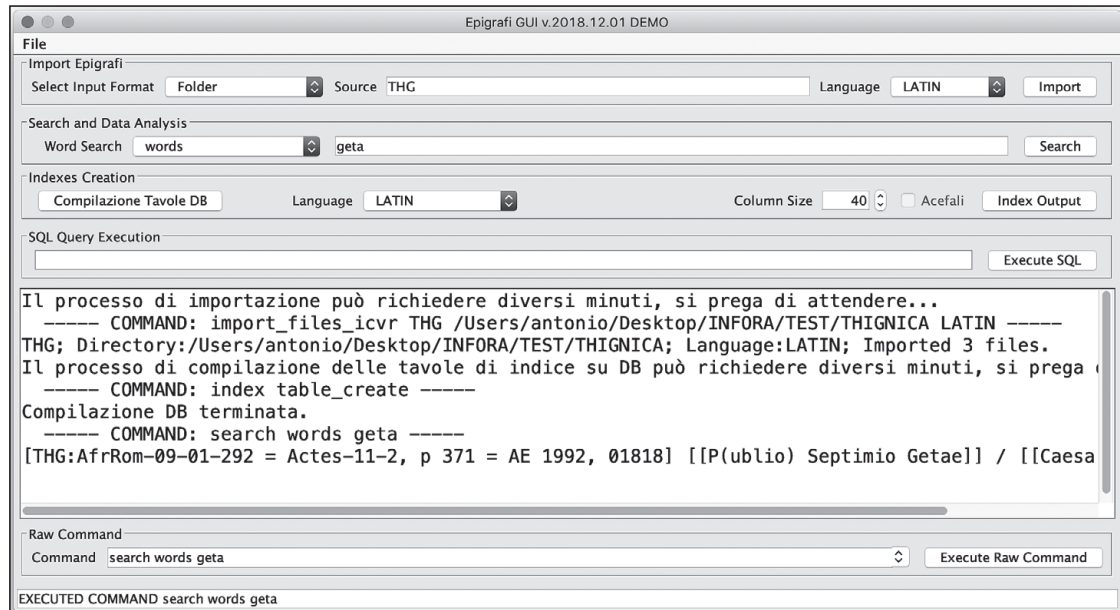 Epigrafi GUI v.2018.12.01 DEMO
File
Import Epigrafi
Select Input Format Folder Source THG Language LATIN Import
Search and Data Analysis
Word Search words geta Search
Indexes Creation
Compilazione Tavole DB Language LATIN Column Size 40 Acefali Index Output
SQL Query Execution
Execute SQL
Il processo di importazione può richiedere diversi minuti, si prega di attendere...
----- COMMAND: import_files_icvr THG /Users/antonio/Desktop/INFORA/TEST/THIGNICA LATIN -----
THG; Directory:/Users/antonio/Desktop/INFORA/TEST/THIGNICA; Language:LATIN; Imported 3 files.
Il processo di compilazione delle tavole di indice su DB può richiedere diversi minuti, si prega
----- COMMAND: index table_create -----
Compilazione DB terminata.
----- COMMAND: search words geta -----
[THG:AfrRom-09-01-292 = Actes-11-2, p 371 = AE 1992, 01818] [[P(ublio) Septimio Getae]] / [[Caesa
Raw Command
Command search words geta Execute Raw Command
EXECUTED COMMAND search words geta